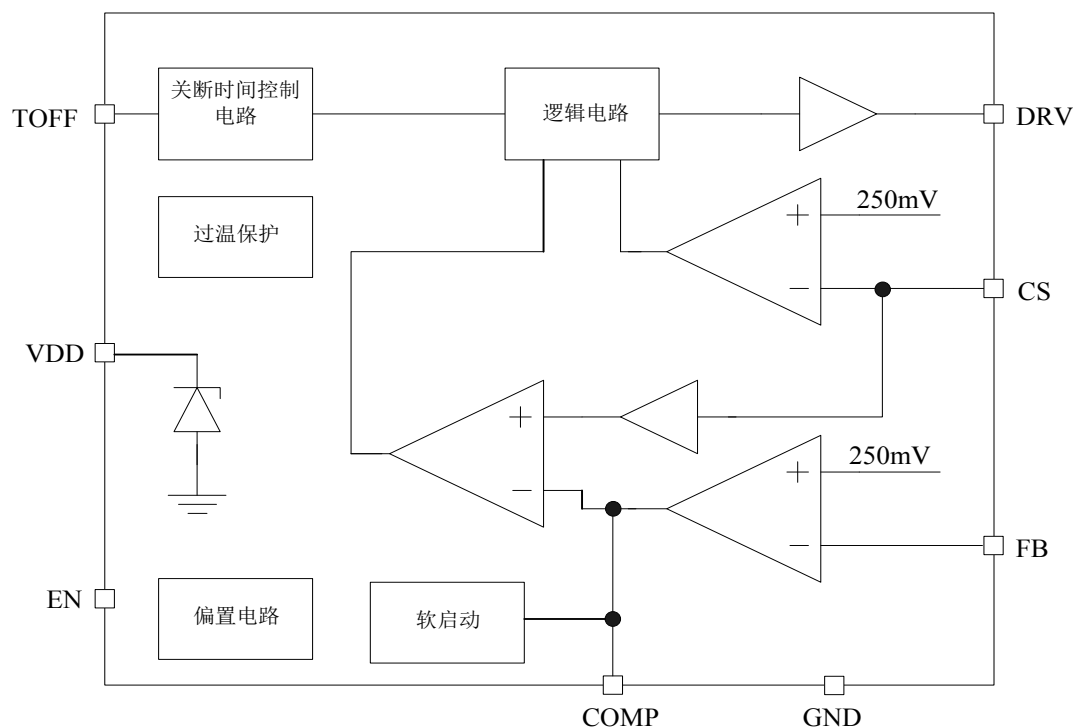 关断时间控制
电路
TOFF
逻辑电路
DRV
250mV
+
过温保护
−
CS
VDD
+
250mV
+
−
−
FB
EN
偏置电路
软启动
COMP
GND